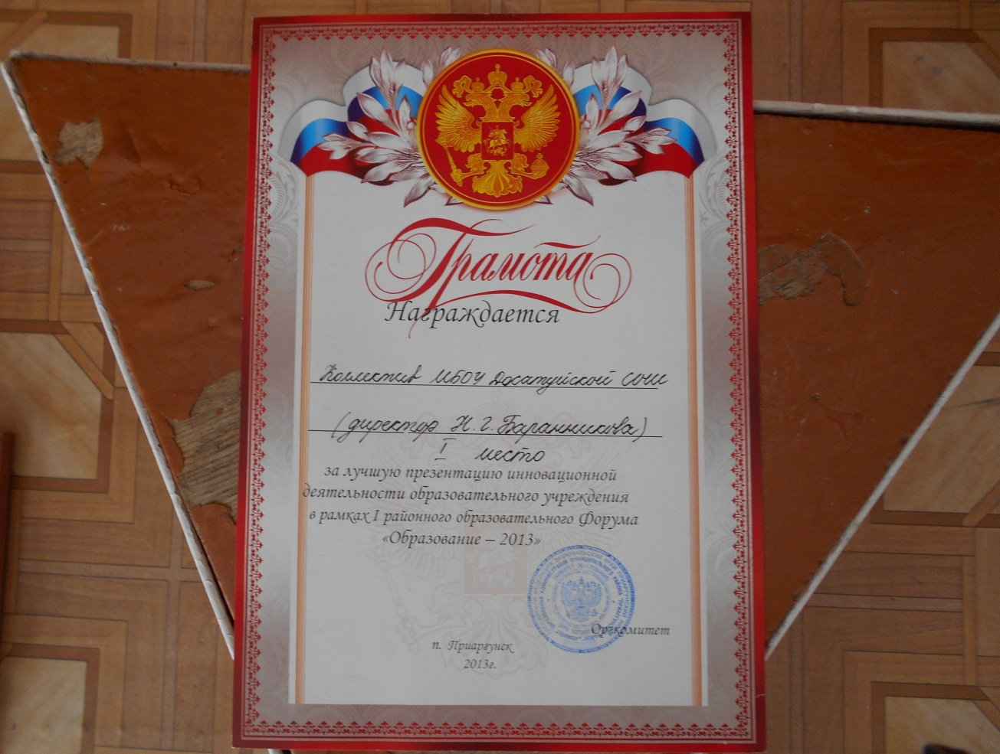 Грамота
Награждается
Коллектив МБОУ Досатуйской СОШ
(директор Н.Г. Баранникова)
I место
за лучшую презентацию инновационной
деятельности образовательного учреждения
в рамках I районного образовательного Форума
«Образование – 2013»
Оргкомитет
п. Приаргунск
2013г.